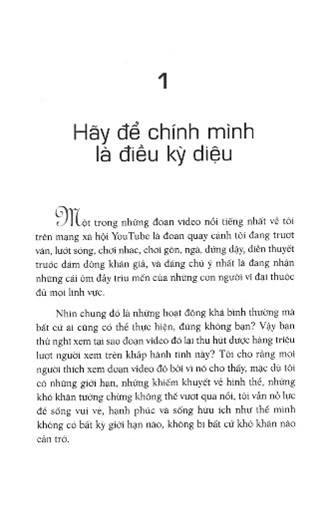 1
Hãy để chính mình
là điều kỳ diệu
Một trong những đoạn video nổi tiếng nhất về tôi
trên mạng xã hội YouTube là đoạn quay cảnh tôi đang trượt
ván, lướt sóng, chơi nhạc, chơi gôn, ngã, đứng dậy, diễn thuyết
trước đám đông khán giả, và đáng chú ý nhất là đang nhận
những cái ôm đầy trìu mến của những con người vĩ đại thuộc
đủ mọi lĩnh vực.
Nhìn chung đó là những hoạt động khá bình thường mà
bất cứ ai cũng có thể thực hiện, đúng không bạn? Vậy bạn
thử nghĩ xem tại sao đoạn video đó lại thu hút được hàng triệu
lượt người xem trên khắp hành tinh này? Tôi cho rằng mọi
người thích xem đoạn video đó bởi vì nó cho thấy, mặc dù tôi
có những giới hạn, những khiếm khuyết về hình thể, những
khó khăn tưởng chừng không thể vượt qua nổi, tôi vẫn nỗ lực
để sống vui vẻ, hạnh phúc và sống hữu ích như thể mình
không có bất kỳ giới hạn nào, không bị bất cứ khó khăn nào
cản trở.